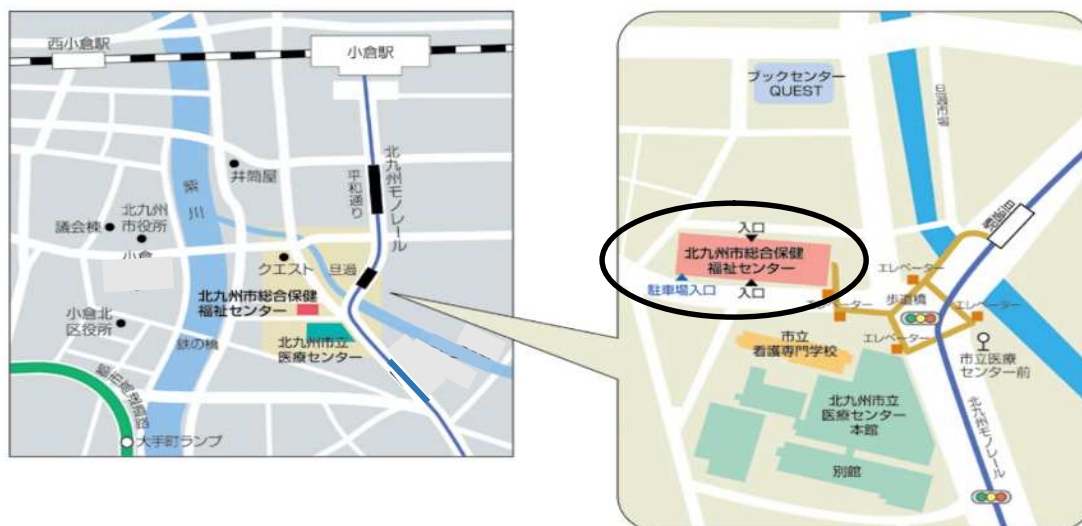 西小倉駅
小倉駅
井筒屋
紫川
平和通り
北九州モノレール
議会棟
北九州
市役所
小倉
クエスト
旦過
北九州市総合保健
福祉センター
小倉北
区役所
鉄の橋
北九州市立
医療センター
大手町ランプ
ブックセンター
QUEST
旦過市場
旦過駅
入口
北九州市総合保健
福祉センター
駐車場入口
入口
エレベーター
歩道橋
エレベーター
エレベーター
エレベーター
市立
看護専門学校
市立医療
センター前
北九州市立
医療センター
本館
別館
北九州モノレール